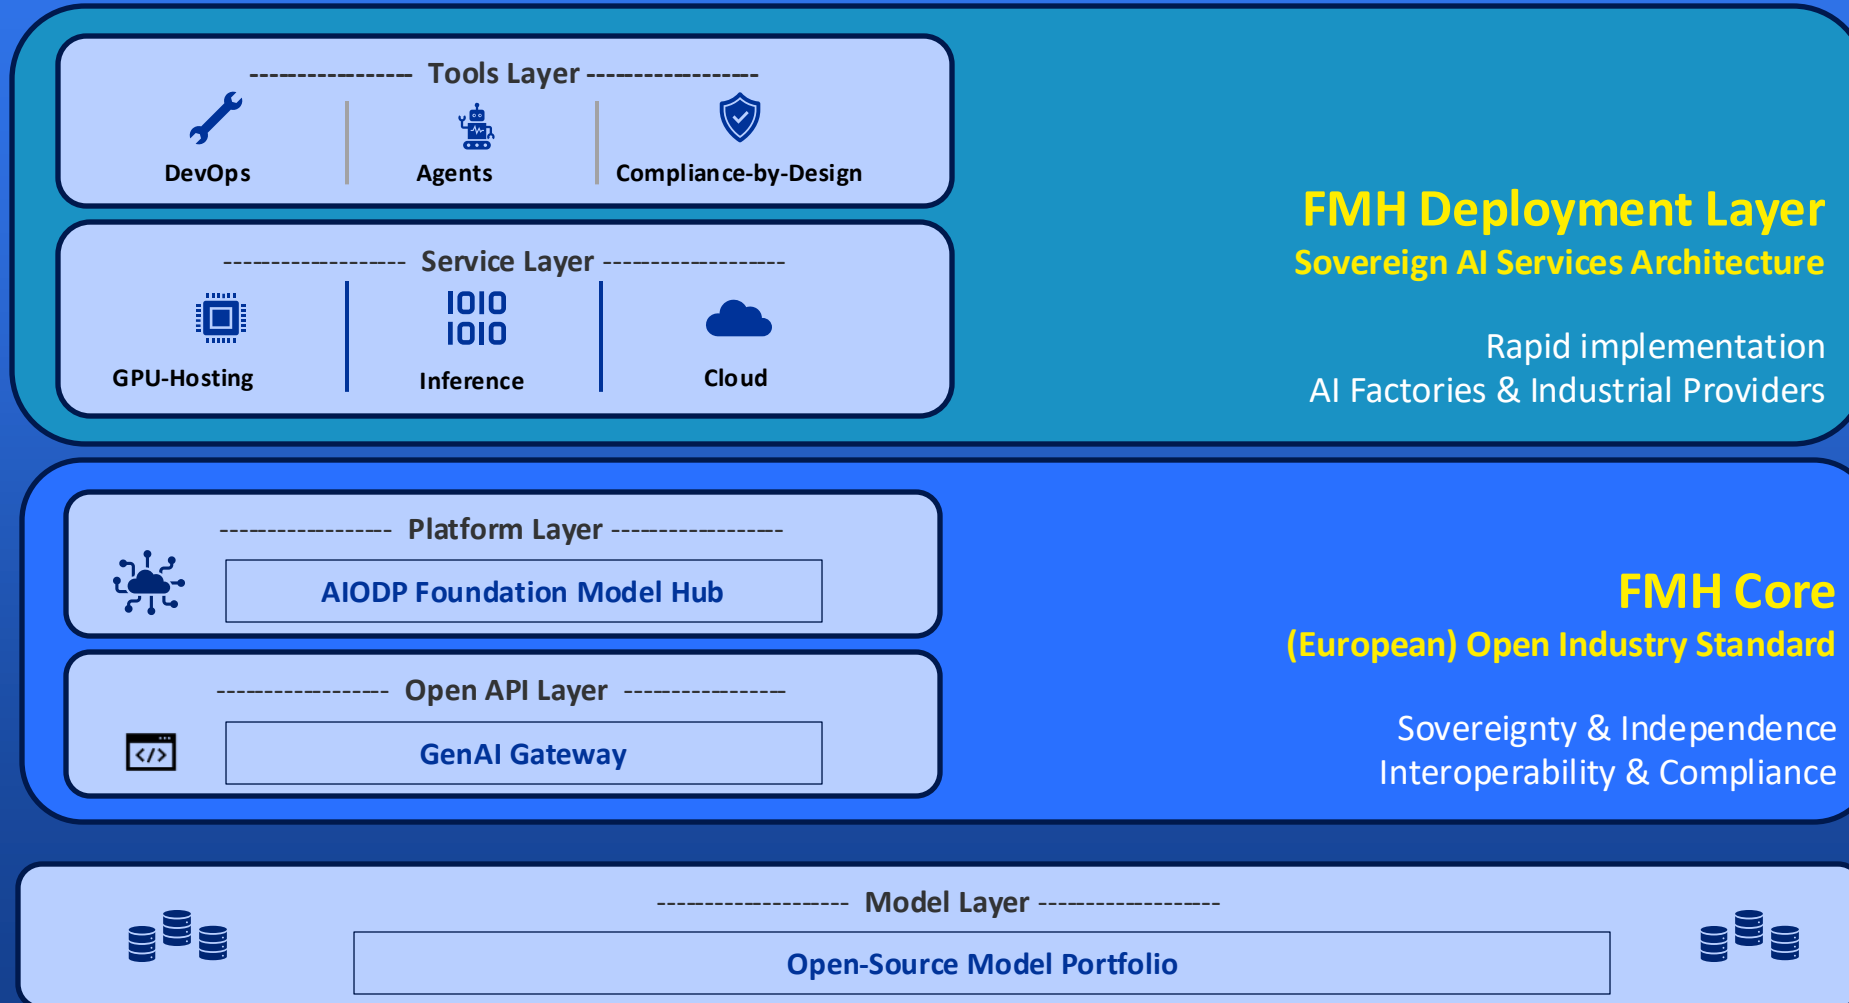 Tools Layer
DevOps
Agents
Compliance-by-Design
Service Layer
IOIO
IOIO
GPU-Hosting
Inference
Cloud
FMH Deployment Layer
Sovereign AI Services Architecture
Rapid implementation
AI Factories & Industrial Providers
Platform Layer
AIODP Foundation Model Hub
Open API Layer
</>
GenAI Gateway
FMH Core
(European) Open Industry Standard
Sovereignty & Independence
Interoperability & Compliance
Model Layer
Open-Source Model Portfolio